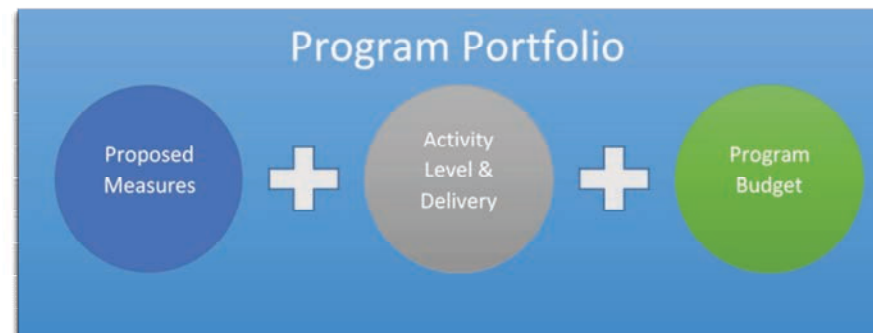 Program Portfolio
Proposed
Measures
Activity
Level &
Delivery
Program
Budget